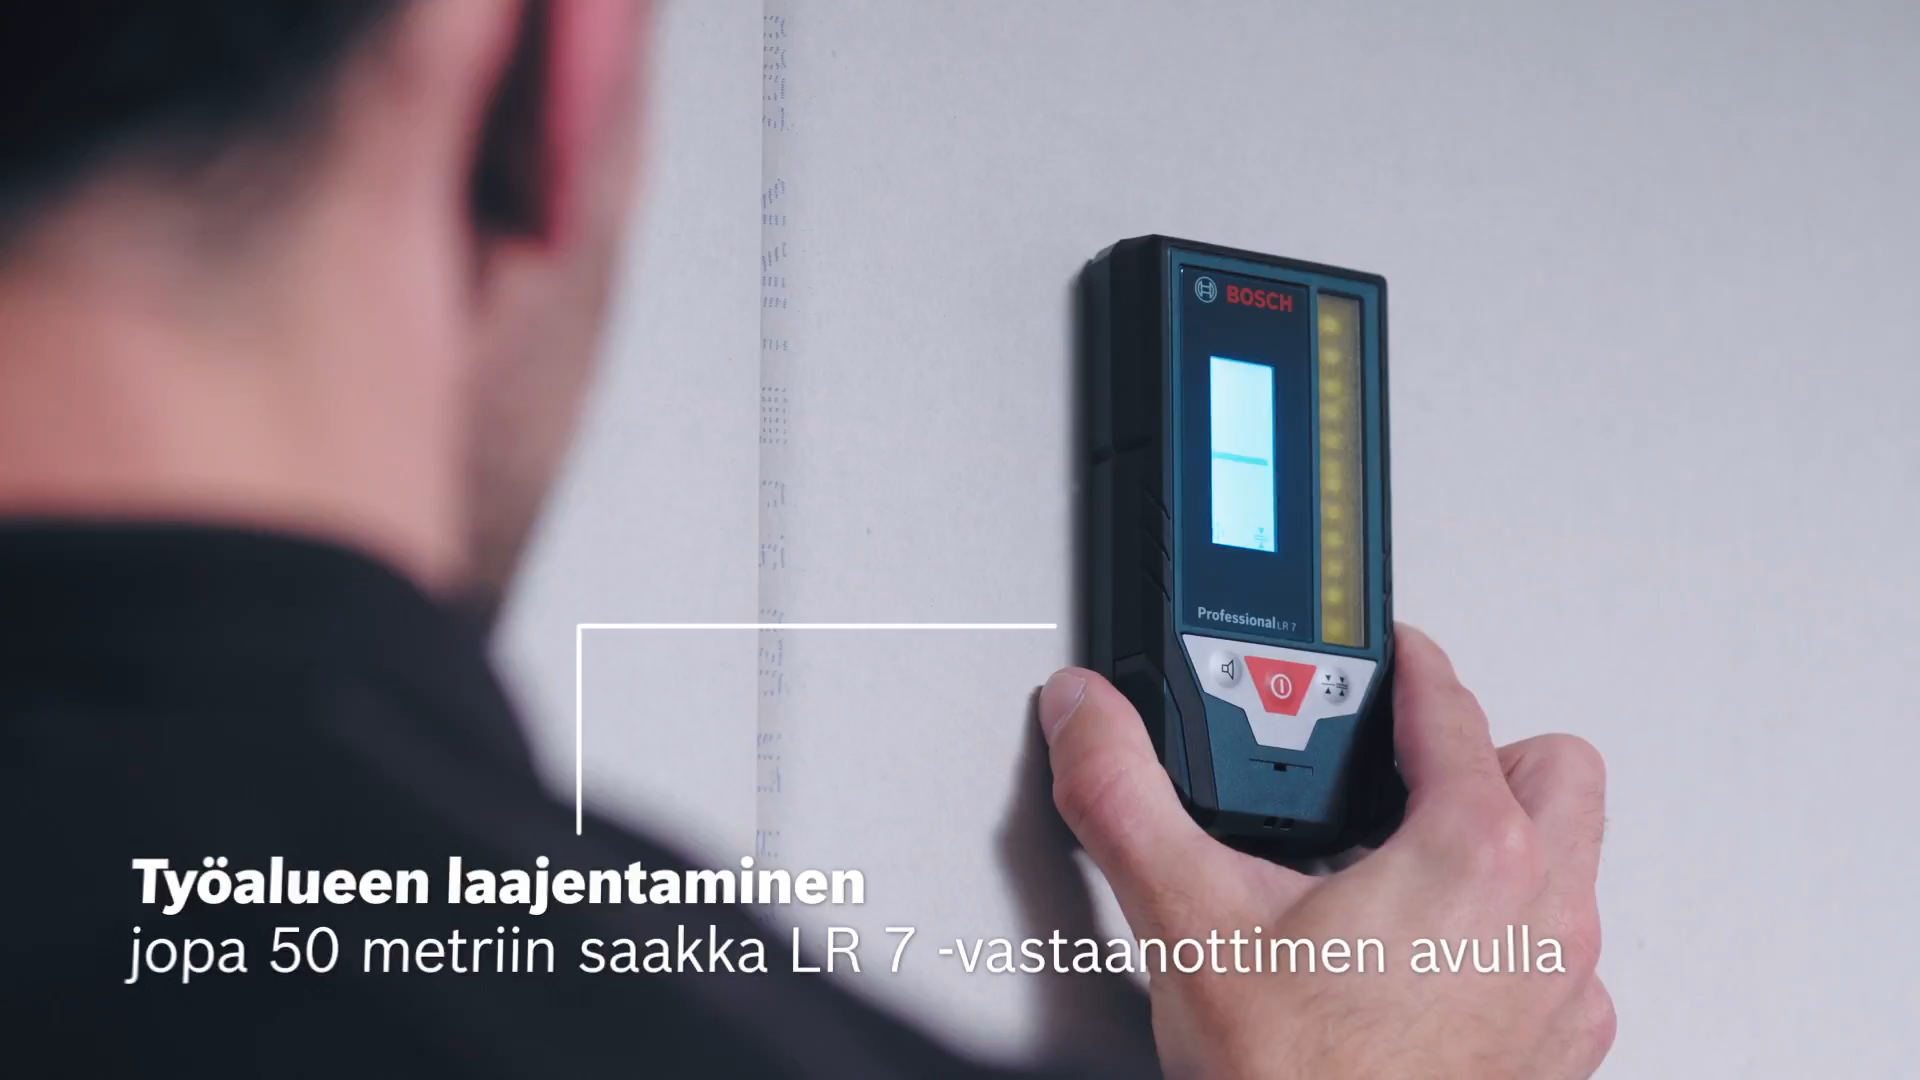 BOSCH
Professional LR 7
Työalueen laajentaminen
jopa 50 metriin saakka LR 7 -vastaanottimen avulla